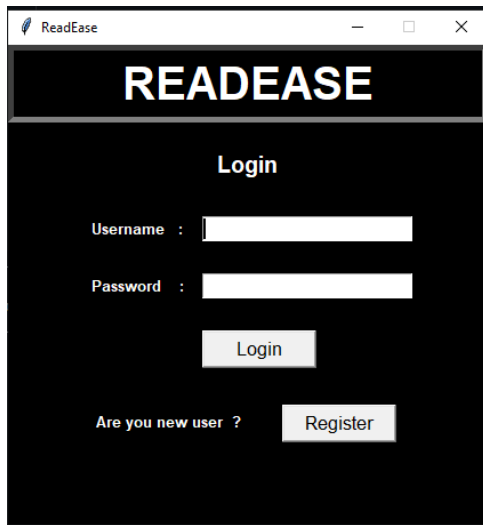 ReadEase
READEASE
Login
Username :
Password :
Login
Are you new user ? Register